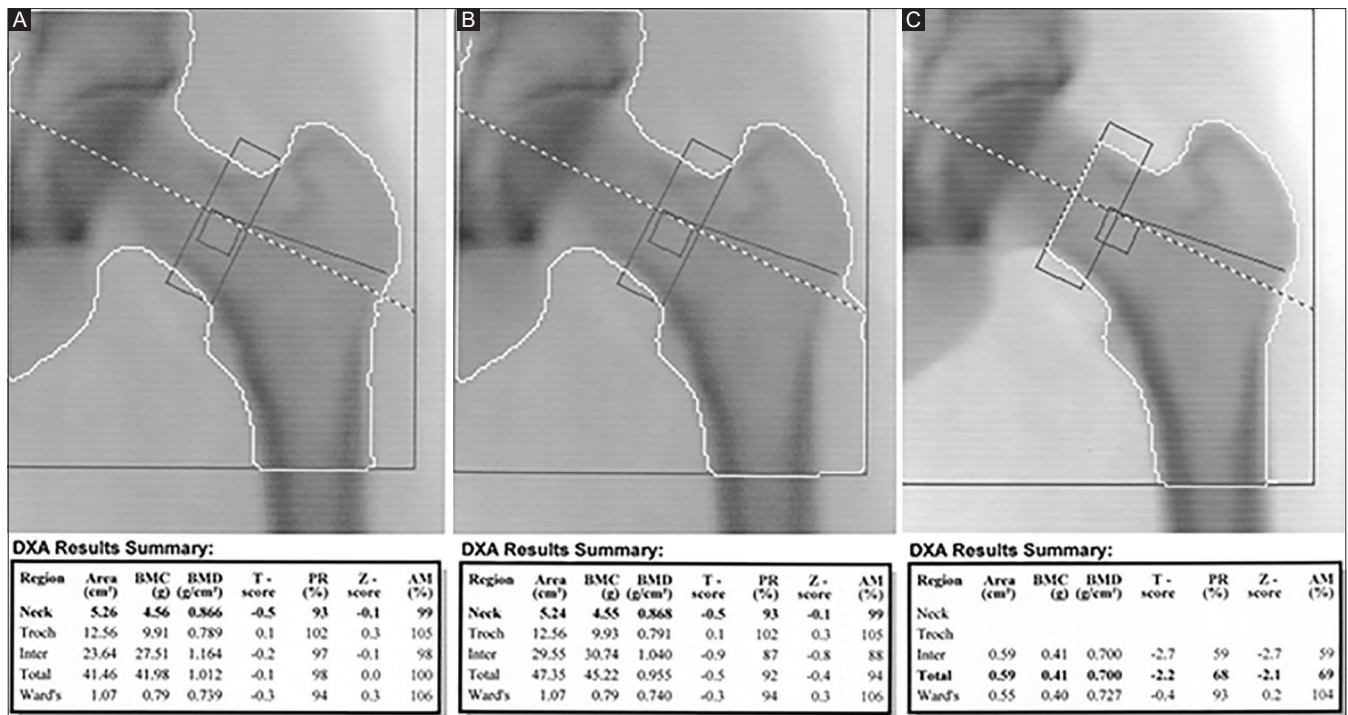 A
B
C
DXA Results Summary:
Region Area (cm²) BMC (g) BMD (g/cm²) T - score PR (%) Z - score AM (%)
Neck 5.26 4.56 0.866 -0.5 93 -0.1 99
Troch 12.56 9.91 0.789 0.1 102 0.3 105
Inter 23.64 27.51 1.164 -0.2 97 -0.1 98
Total 41.46 41.98 1.012 -0.1 98 0.0 100
Ward's 1.07 0.79 0.739 -0.3 94 0.3 106
DXA Results Summary:
Region Area (cm²) BMC (g) BMD (g/cm²) T - score PR (%) Z - score AM (%)
Neck 5.24 4.55 0.868 -0.5 93 -0.1 99
Troch 12.56 9.93 0.791 0.1 102 0.3 105
Inter 29.55 30.74 1.040 -0.9 87 -0.8 88
Total 47.35 45.22 0.955 -0.5 92 -0.4 94
Ward's 1.07 0.79 0.740 -0.3 94 0.3 106
DXA Results Summary:
Region Area (cm²) BMC (g) BMD (g/cm²) T - score PR (%) Z - score AM (%)
Neck
Troch
Inter 0.59 0.41 0.700 -2.7 59 -2.7 59
Total 0.59 0.41 0.700 -2.2 68 -2.1 69
Ward's 0.55 0.40 0.727 -0.4 93 0.2 104